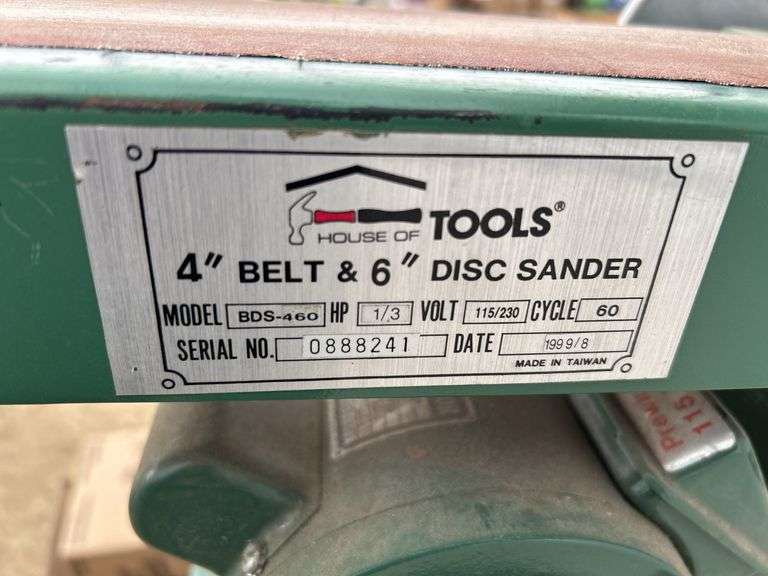 HOUSE OF TOOLS®
4" BELT & 6" DISC SANDER
MODEL BDS-460 HP 1/3 VOLT 115/230 CYCLE 60
SERIAL NO. 0888241 DATE 1999/8
MADE IN TAIWAN
115